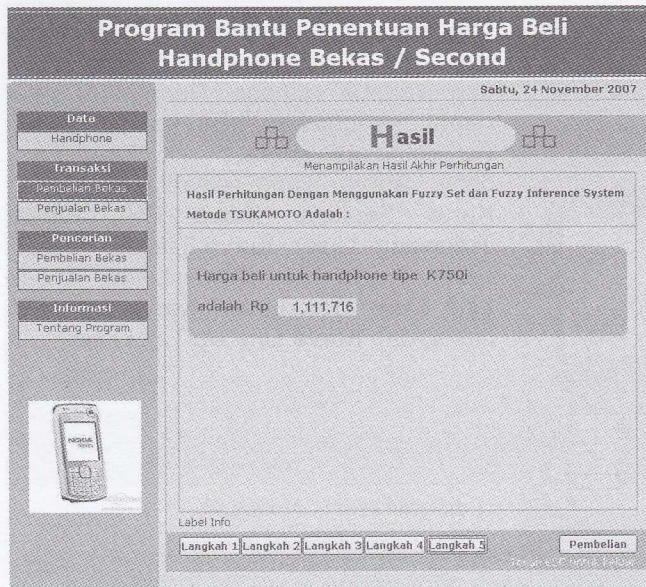 Program Bantu Penentuan Harga Beli
Handphone Bekas / Second
Sabtu, 24 November 2007
Data
Handphone
Transaksi
Pembelian Bekas
Penjualan Bekas
Pencarian
Pembelian Bekas
Penjualan Bekas
Informasi
Tentang Program
NOKIA
Hasil
Menampilakan Hasil Akhir Perhitungan
Hasil Perhitungan Dengan Menggunakan Fuzzy Set dan Fuzzy Inference System
Metode TSUKAMOTO Adalah :
Harga beli untuk handphone tipe K750i
adalah Rp 1,111,716
Label Info
Langkah 1 Langkah 2 Langkah 3 Langkah 4 Langkah 5 Pembelian